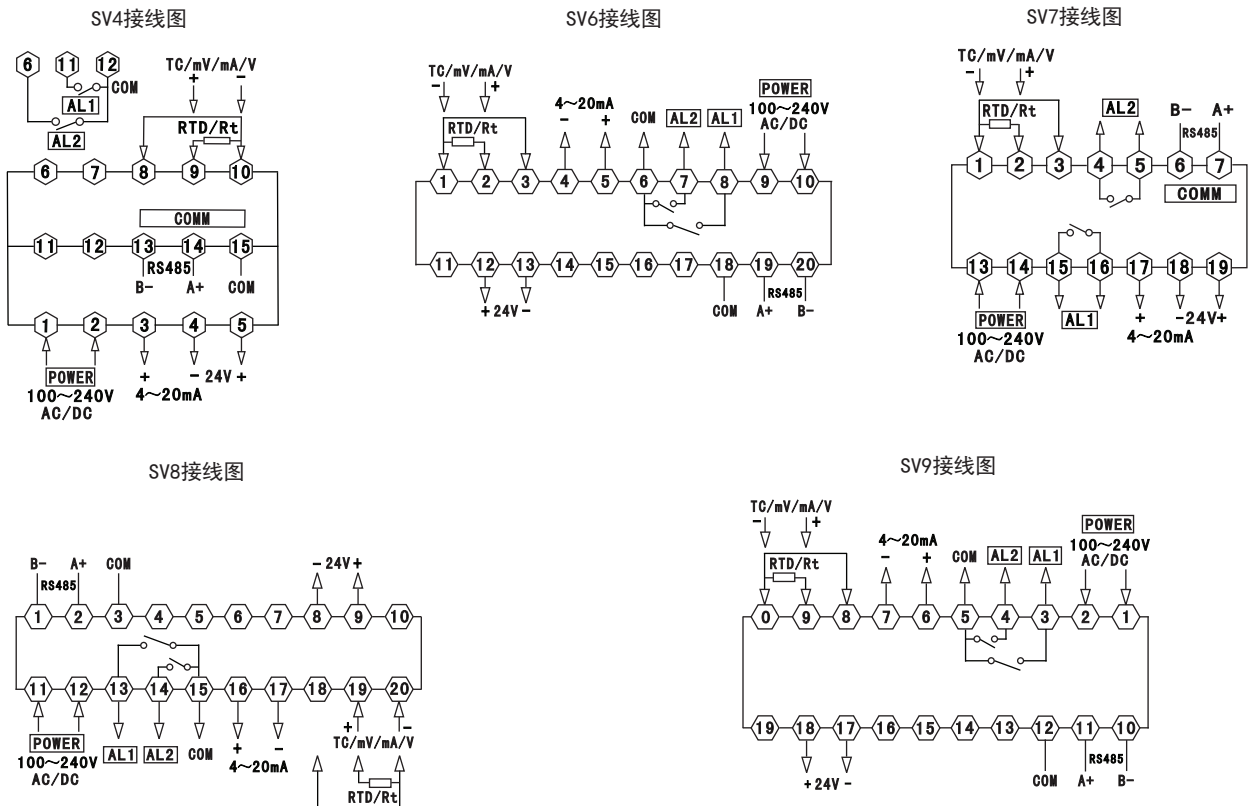 SV4接线图
6 11 12
COM
AL1
AL2
TC/mV/mA/V
+ −
RTD/Rt
6 7 8 9 10
COMM
11 12 13 14 15
RS485
B- A+ COM
1 2 3 4 5
POWER
100～240V
AC/DC
+
4～20mA
- 24V +
SV6接线图
TC/mV/mA/V
- +
RTD/Rt
4～20mA
- +
COM AL2 AL1
POWER
100～240V
AC/DC
1 2 3 4 5 6 7 8 9 10
11 12 13 14 15 16 17 18 19 20
+ 24V -
RS485
COM A+ B-
SV7接线图
TC/mV/mA/V
- +
RTD/Rt
AL2
B- A+
RS485
1 2 3 4 5 6 7
COMM
13 14 15 16 17 18 19
POWER
100～240V
AC/DC
AL1
+
4～20mA
-24V+
SV8接线图
B- A+ COM
RS485
- 24V +
1 2 3 4 5 6 7 8 9 10
11 12 13 14 15 16 17 18 19 20
POWER
100～240V
AC/DC
AL1 AL2 COM
+ -
4～20mA
+ -
TC/mV/mA/V
RTD/Rt
SV9接线图
TC/mV/mA/V
- +
RTD/Rt
4～20mA
- +
COM AL2 AL1
POWER
100～240V
AC/DC
0 9 8 7 6 5 4 3 2 1
19 18 17 16 15 14 13 12 11 10
+ 24V -
RS485
COM A+ B-